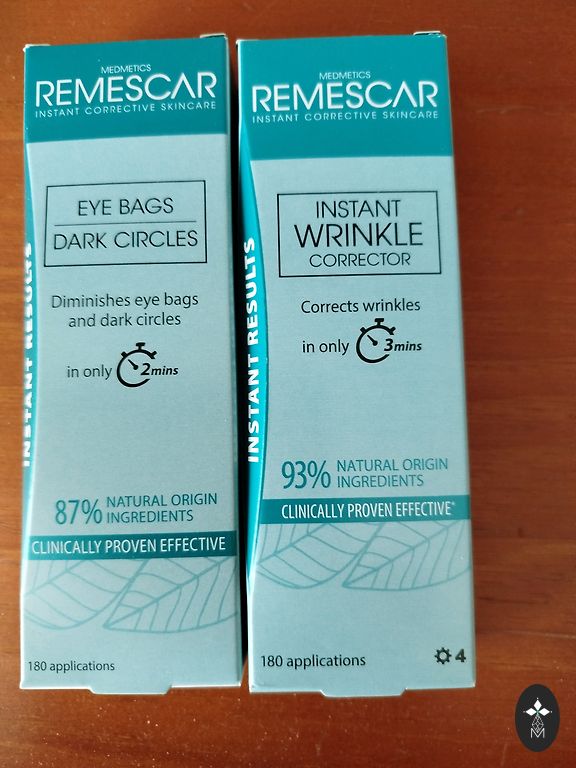 MEDMETICS
REMESCAR
INSTANT CORRECTIVE SKINCARE
EYE BAGS
DARK CIRCLES
Diminishes eye bags
and dark circles
in only 2mins
INSTANT RESULTS
87% NATURAL ORIGIN
INGREDIENTS
CLINICALLY PROVEN EFFECTIVE
180 applications
MEDMETICS
REMESCAR
INSTANT CORRECTIVE SKINCARE
INSTANT
WRINKLE
CORRECTOR
Corrects wrinkles
in only 3mins
INSTANT RESULTS
93% NATURAL ORIGIN
INGREDIENTS
CLINICALLY PROVEN EFFECTIVE*
180 applications
4
M